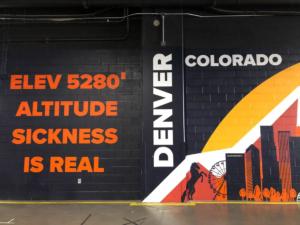 ELEV 5280'
ALTITUDE
SICKNESS
IS REAL
DENVER
COLORADO